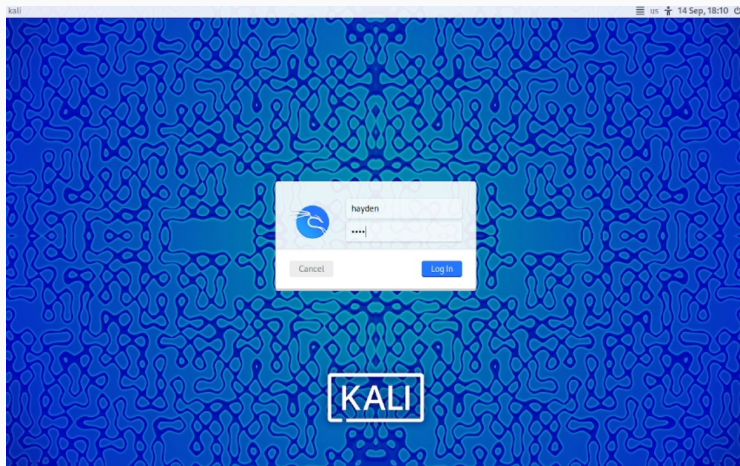 kali
us 14 Sep, 18:10
hayden
••••
Cancel
Log In
KALI